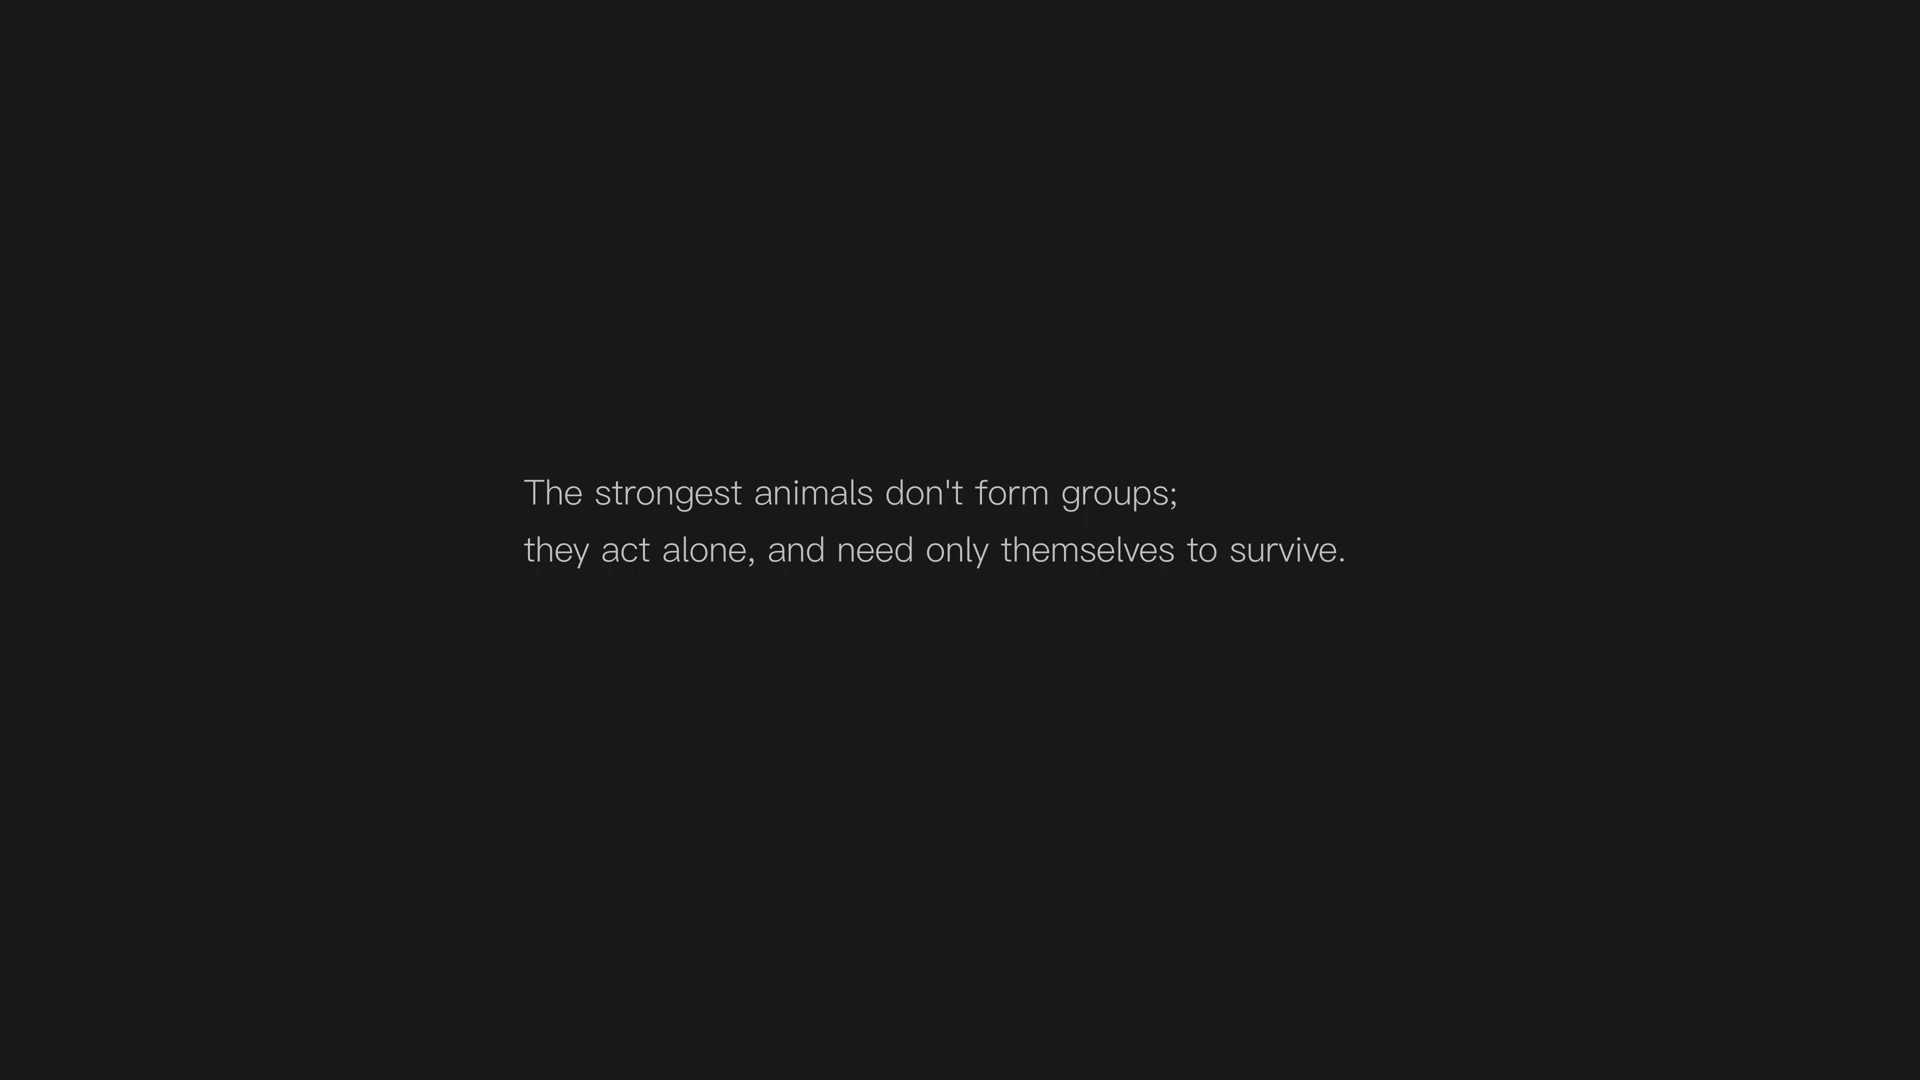 The strongest animals don't form groups;
they act alone, and need only themselves to survive.